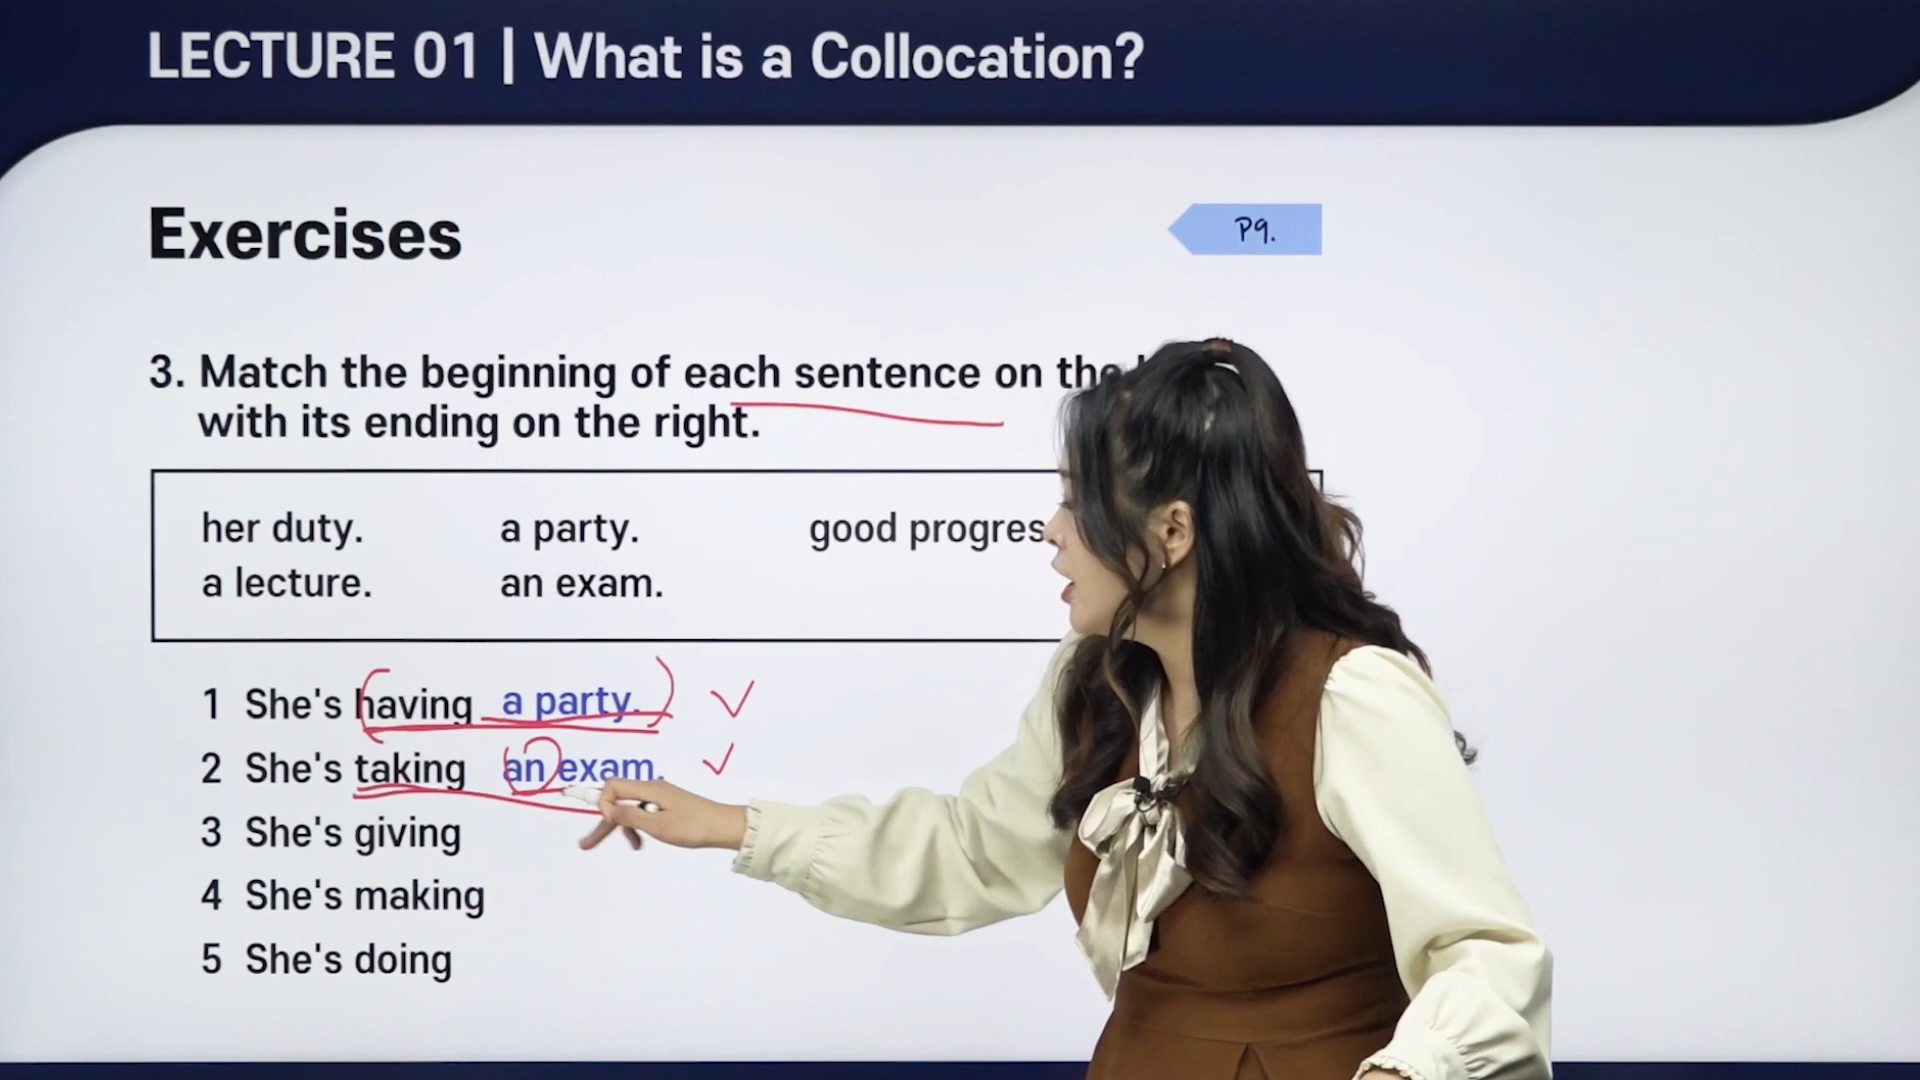 LECTURE 01 | What is a Collocation?
Exercises
P9.
3. Match the beginning of each sentence on
with its ending on the right.
her duty. a party. good
a lecture. an exam.
1 She's having a party.
2 She's taking an exam.
3 She's giving
4 She's making
5 She's doing